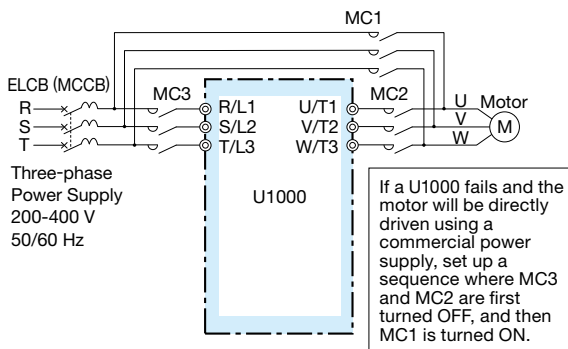 MC1
ELCB (MCCB)
MC3
MC2
R
R/L1
U/T1
U
Motor
S
S/L2
V/T2
V
M
T
T/L3
W/T3
W
Three-phase
Power Supply
200-400 V
50/60 Hz
U1000
If a U1000 fails and the
motor will be directly
driven using a
commercial power
supply, set up a
sequence where MC3
and MC2 are first
turned OFF, and then
MC1 is turned ON.